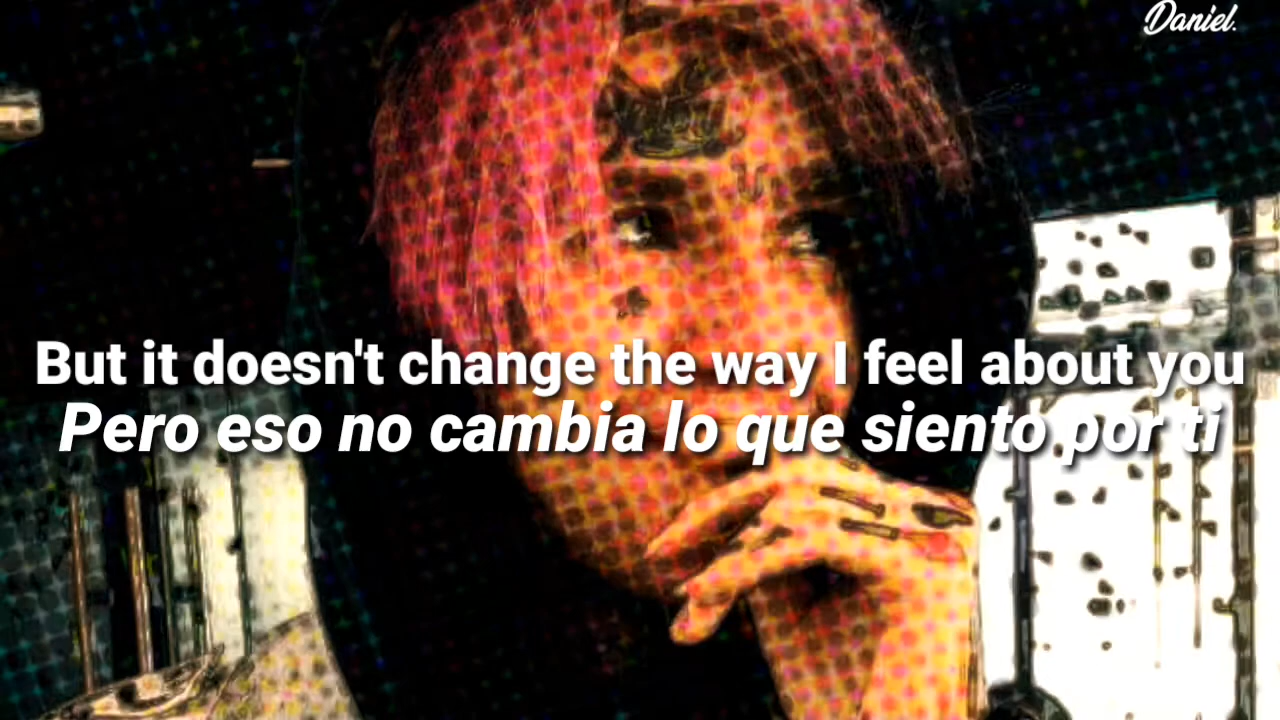 Daniel.
But it doesn't change the way I feel about you
Pero eso no cambia lo que siento por ti